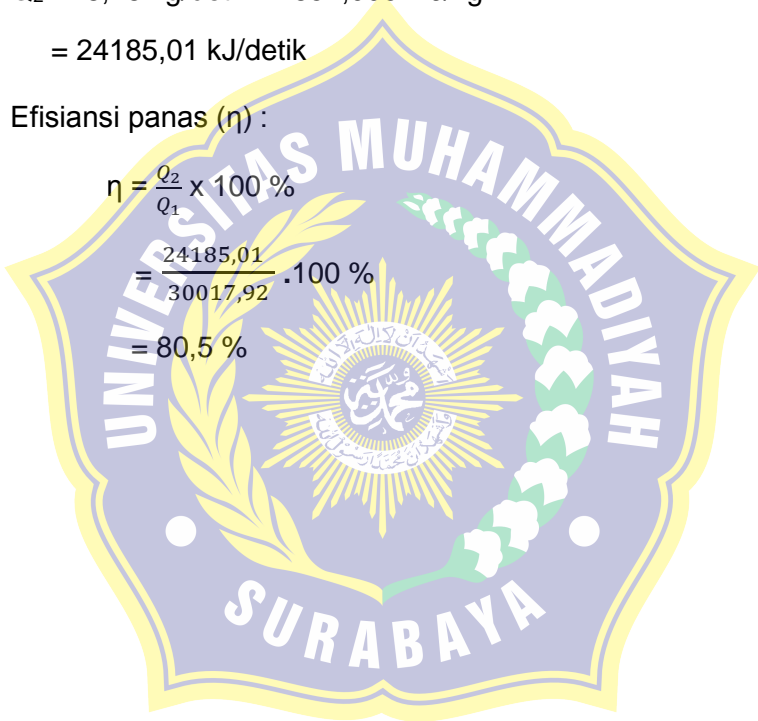 = 24185,01 kJ/detik
Efisiansi panas (η) :
η = Q₂/Q₁ x 100 %
= 24185,01/30017,92 .100 %
= 80,5 %
UNIVERSITAS MUHAMMADIYAH
SURABAYA